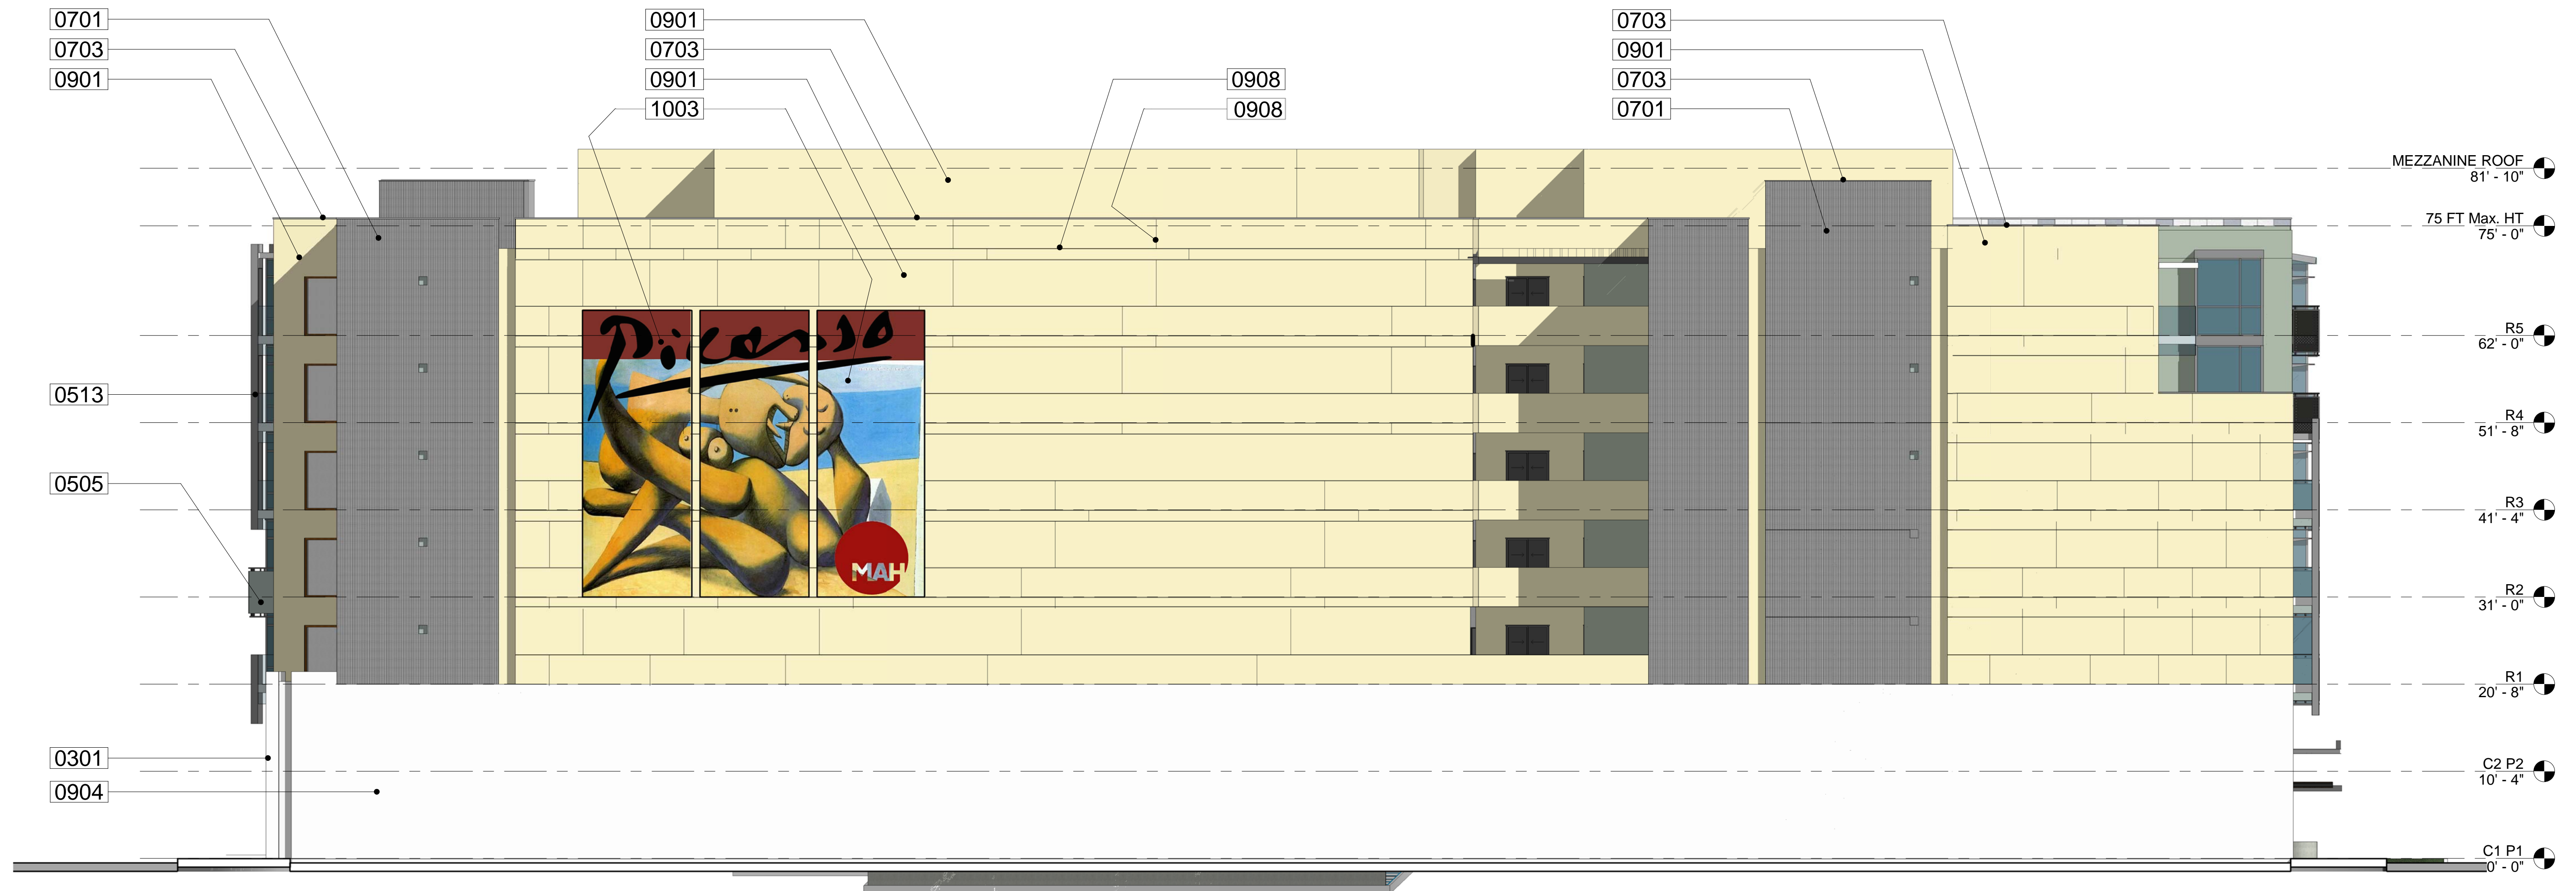 0701
0703
0901
0901
0703
0901
1003
0908
0908
0703
0901
0703
0701
MEZZANINE ROOF
81' - 10"
75 FT Max. HT
75' - 0"
Picasso
R5
62' - 0"
0513
R4
51' - 8"
0505
R3
41' - 4"
MAH
R2
31' - 0"
R1
20' - 8"
0301
C2 P2
10' - 4"
0904
C1 P1
0' - 0"